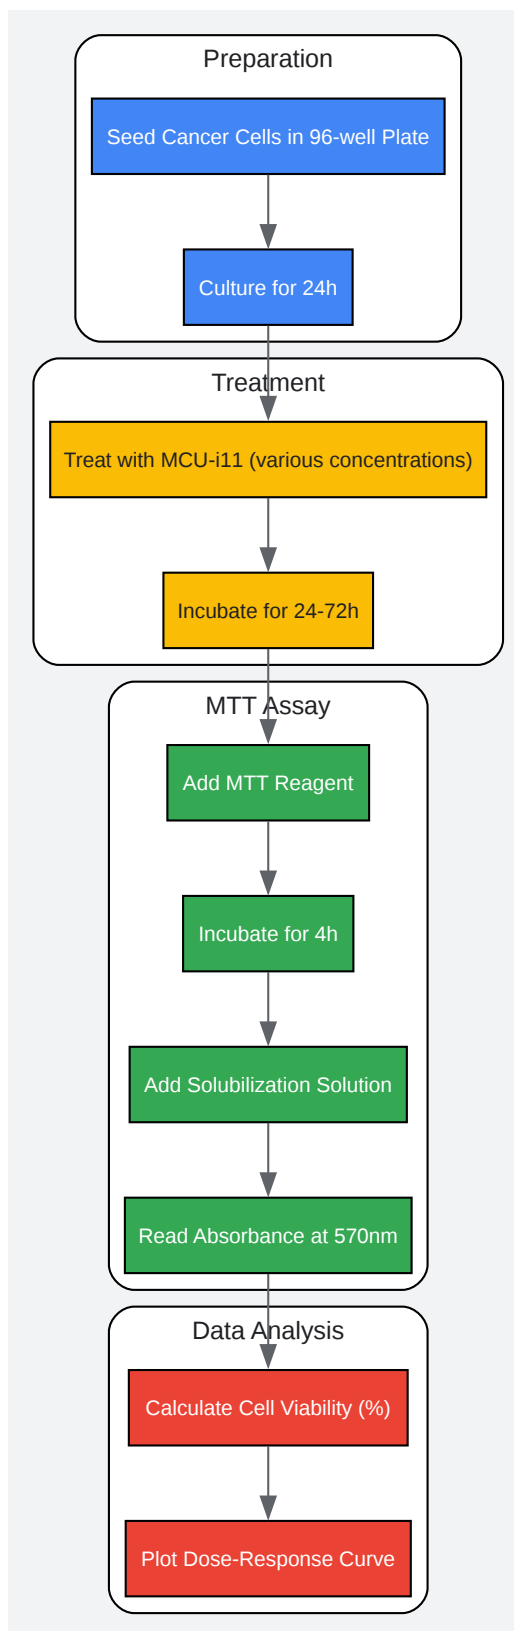 Preparation
Seed Cancer Cells in 96-well Plate
Culture for 24h
Treatment
Treat with MCU-i11 (various concentrations)
Incubate for 24-72h
MTT Assay
Add MTT Reagent
Incubate for 4h
Add Solubilization Solution
Read Absorbance at 570nm
Data Analysis
Calculate Cell Viability (%)
Plot Dose-Response Curve